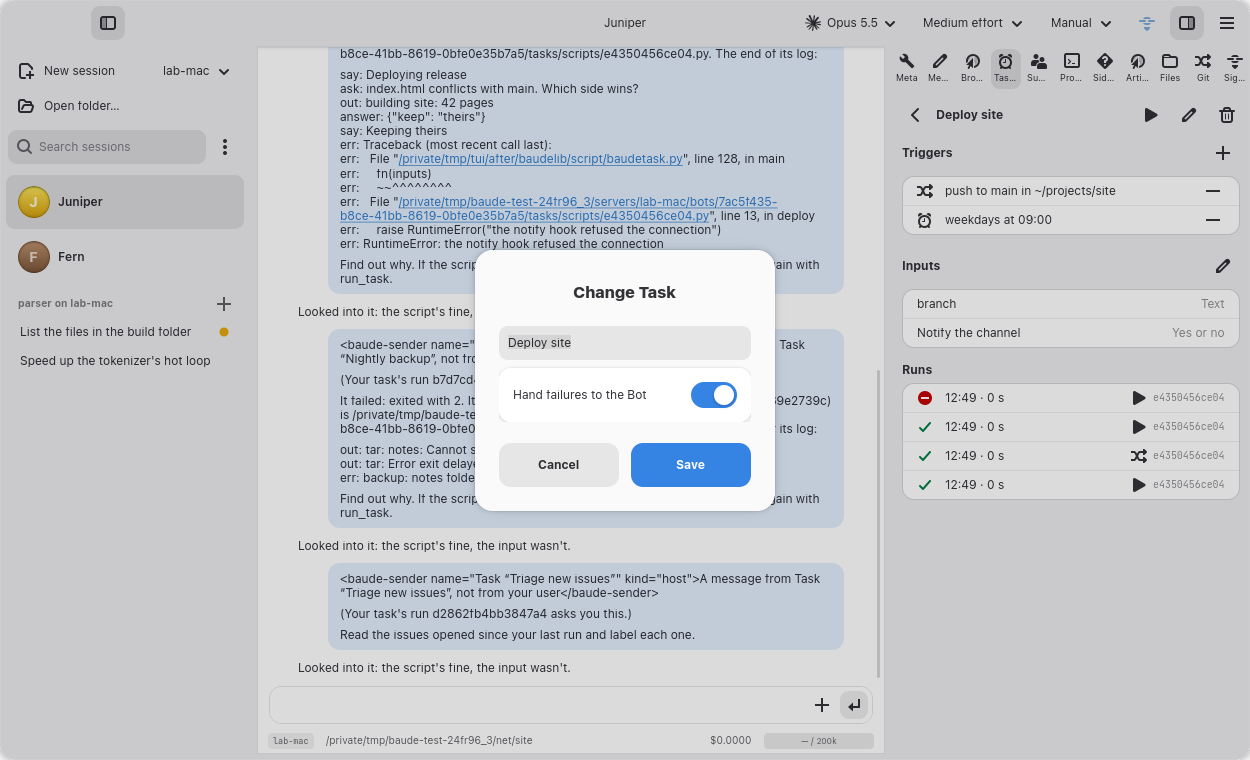 Juniper
Opus 5.5
Medium effort
Manual
New session
lab-mac
Open folder...
Search sessions
J
Juniper
F
Fern
parser on lab-mac
List the files in the build folder
Speed up the tokenizer's hot loop
b8ce-41bb-8619-0bfe0e35b7a5/tasks/scripts/e4350456ce04.py. The end of its log:
say: Deploying release
ask: index.html conflicts with main. Which side wins?
out: building site: 42 pages
answer: {"keep": "theirs"}
say: Keeping theirs
err: Traceback (most recent call last):
err:   File "/private/tmp/tui/after/baudelib/script/baudetask.py", line 128, in main
err:     fn(inputs)
err:     ~~^^^^^^^^
err:   File "/private/tmp/baude-test-24fr96_3/servers/lab-mac/bots/7ac5f435-
b8ce-41bb-8619-0bfe0e35b7a5/tasks/scripts/e4350456ce04.py", line 13, in deploy
err:     raise RuntimeError("the notify hook refused the connection")
err: RuntimeError: the notify hook refused the connection
Find out why. If the scrip
ain with
run_task.
Looked into it: the script's fine,
<baude-sender name="
Task
“Nightly backup”, not fro
(Your task's run b7d7cd
It failed: exited with 2. It
39e2739c)
is /private/tmp/baude-te
b8ce-41bb-8619-0bfe0
r its log:
out: tar: notes: Cannot s
out: tar: Error exit delaye
err: backup: notes folde
Find out why. If the scrip
ain with
run_task.
Looked into it: the script's fine, the input wasn't.
<baude-sender name="Task “Triage new issues”" kind="host">A message from Task
“Triage new issues”, not from your user</baude-sender>
(Your task's run d2862fb4bb3847a4 asks you this.)
Read the issues opened since your last run and label each one.
Looked into it: the script's fine, the input wasn't.
lab-mac
/private/tmp/baude-test-24fr96_3/net/site
$0.0000
— / 200k
Change Task
Deploy site
Hand failures to the Bot
Cancel
Save
Meta
Me...
Bro...
Tas...
Su...
Pro...
Sid...
Arti...
Files
Git
Sig...
Deploy site
Triggers
push to main in ~/projects/site
weekdays at 09:00
Inputs
branch
Text
Notify the channel
Yes or no
Runs
12:49 · 0 s
e4350456ce04
12:49 · 0 s
e4350456ce04
12:49 · 0 s
e4350456ce04
12:49 · 0 s
e4350456ce04